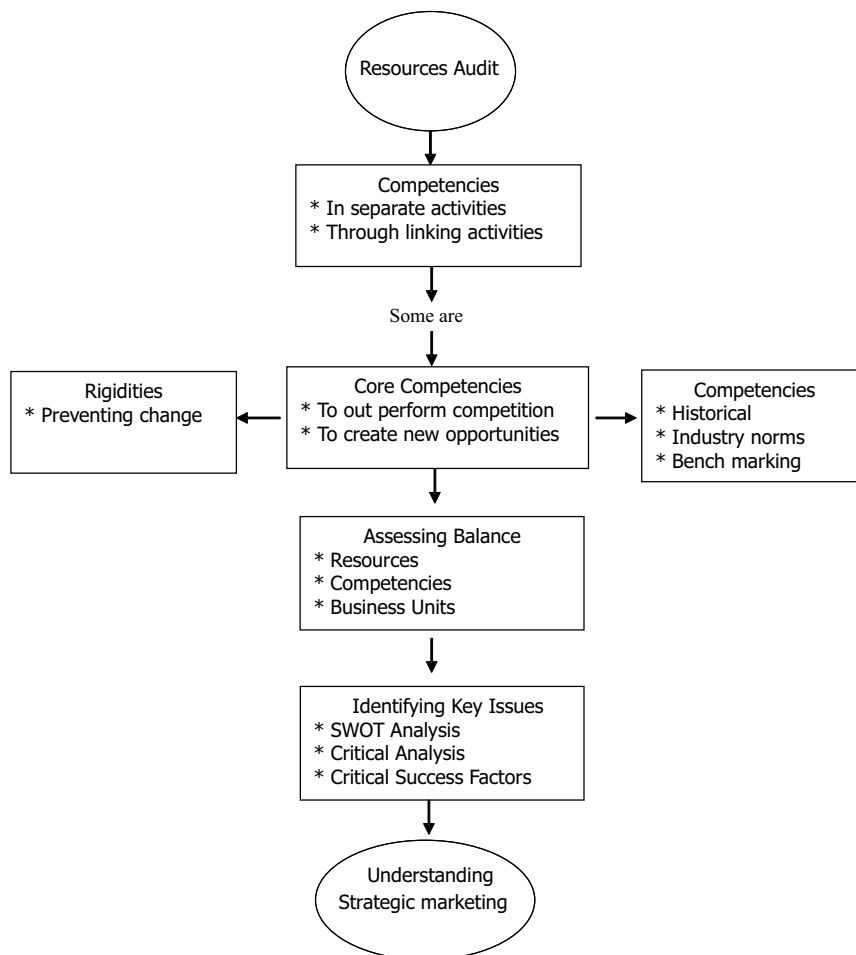 Resources Audit
Competencies
* In separate activities
* Through linking activities
Some are
Rigidities
* Preventing change
Core Competencies
* To out perform competition
* To create new opportunities
Competencies
* Historical
* Industry norms
* Bench marking
Assessing Balance
* Resources
* Competencies
* Business Units
Identifying Key Issues
* SWOT Analysis
* Critical Analysis
* Critical Success Factors
Understanding
Strategic marketing